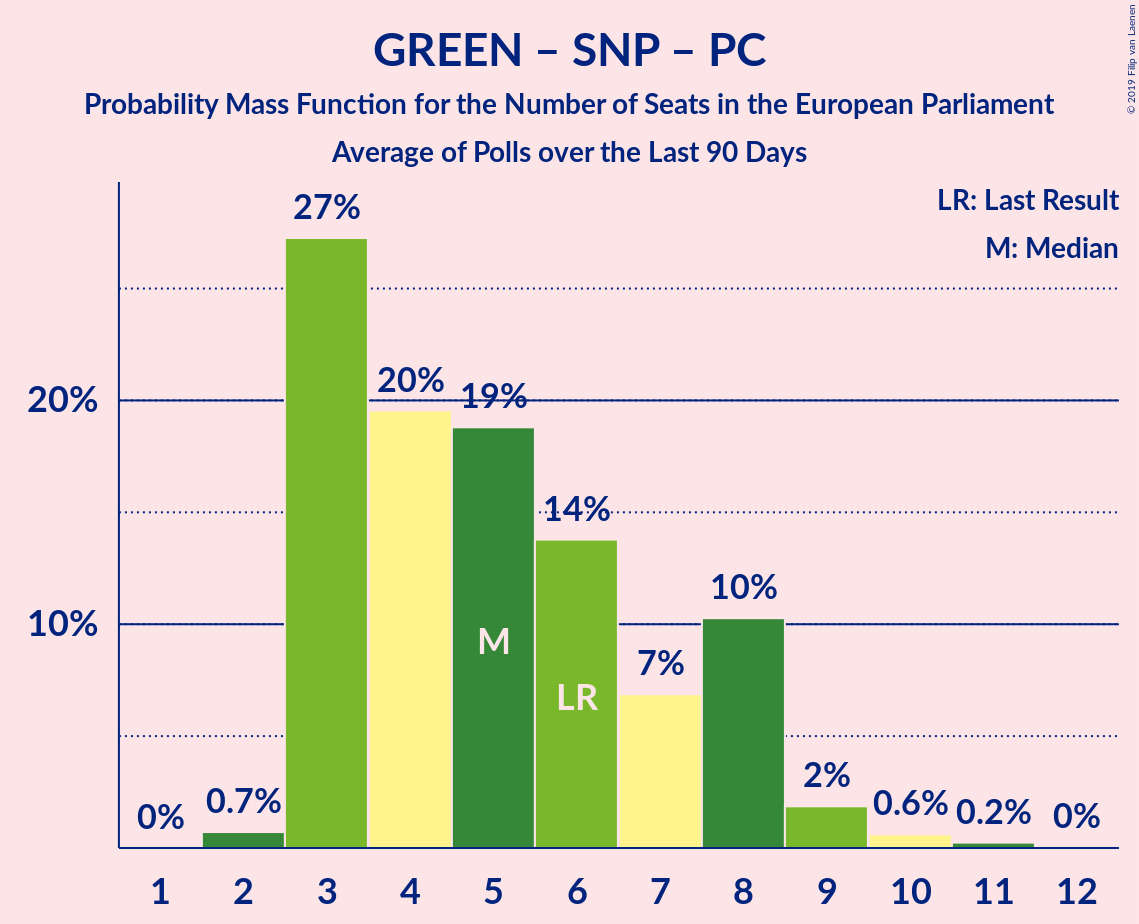 GREEN – SNP – PC
Probability Mass Function for the Number of Seats in the European Parliament
Average of Polls over the Last 90 Days
© 2019 Filip van Laenen
LR: Last Result
M: Median
27%
20%
19%
20%
14%
10%
10%
M
7%
LR
2%
0.7%
0.6%
0.2%
0%
0%
1 2 3 4 5 6 7 8 9 10 11 12